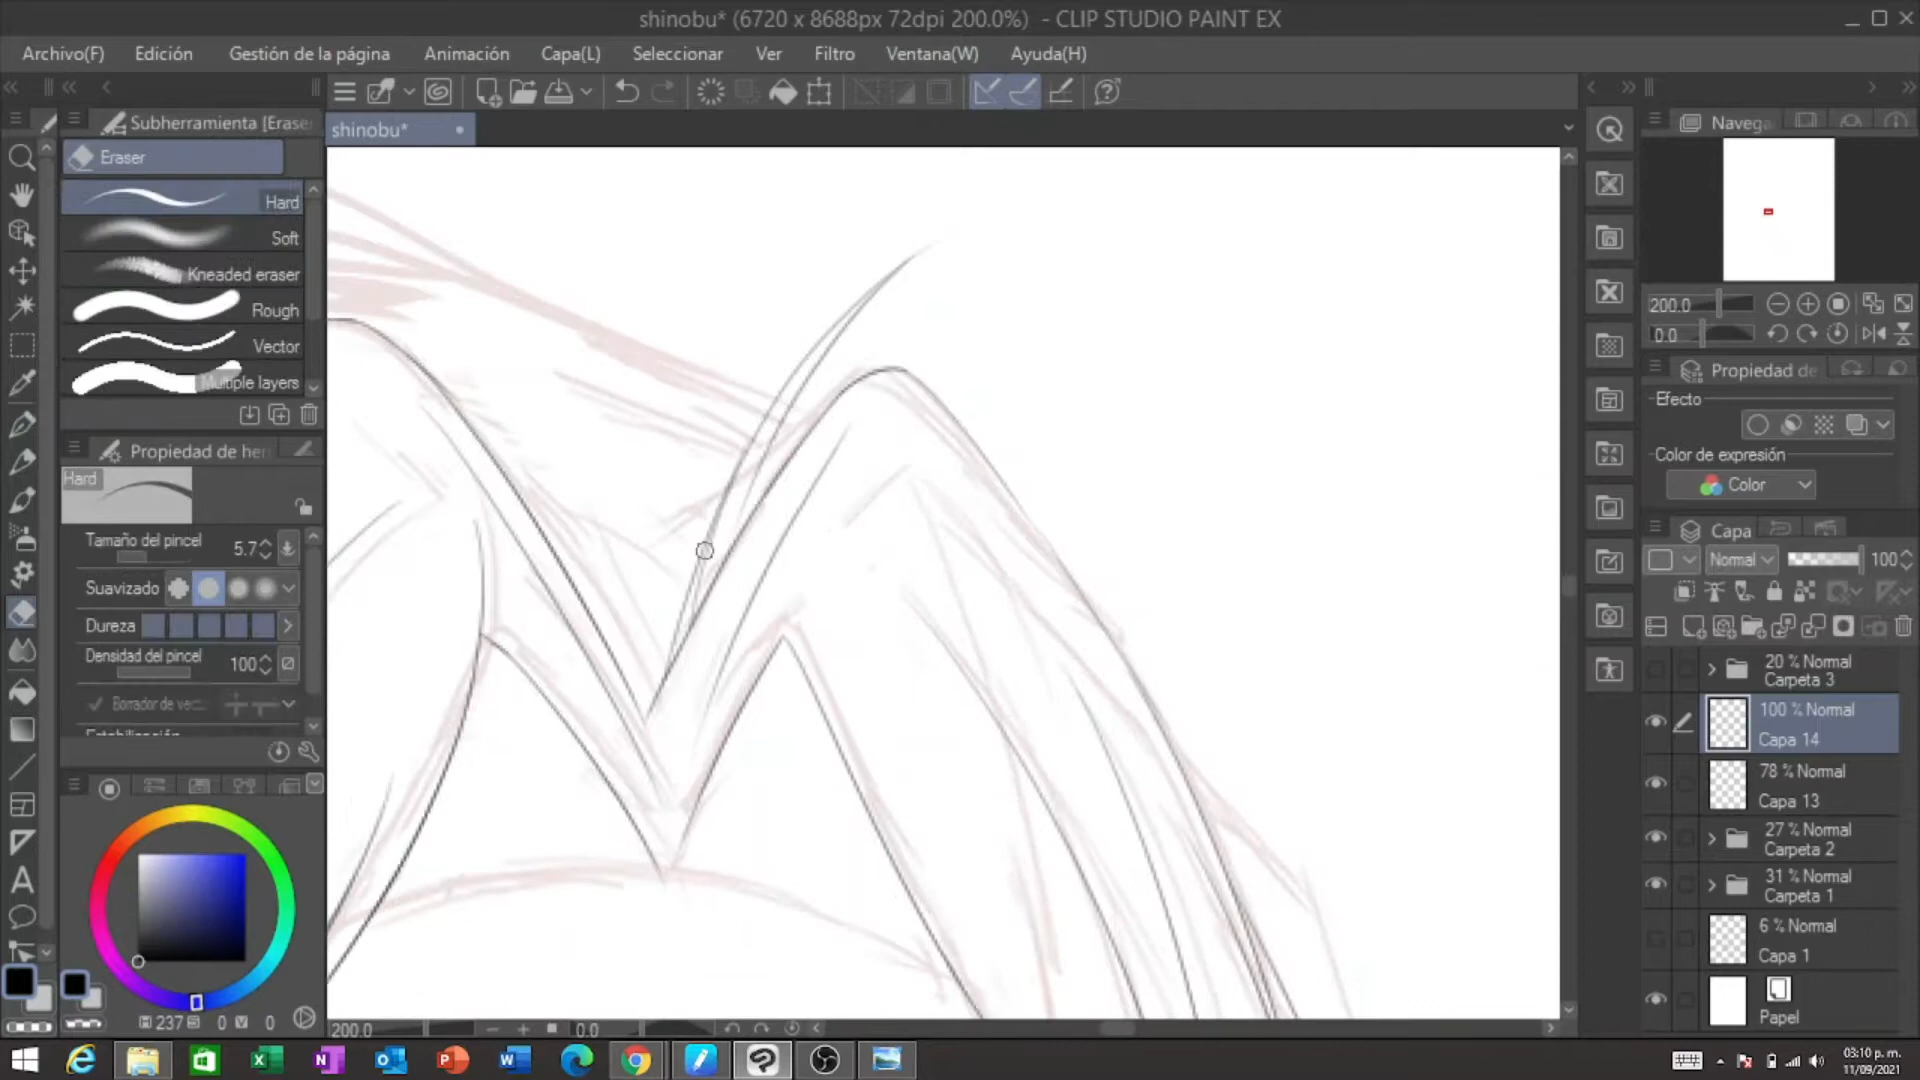 shinobu* (6720 x 8688px 72dpi 200.0%) - CLIP STUDIO PAINT EX
Archivo(F) Edición Gestión de la página Animación Capa(L) Seleccionar Ver Filtro Ventana(W) Ayuda(H)
Subherramienta [Erase
shinobu*
Eraser
Hard
Soft
Kneaded eraser
Rough
Vector
Multiple layers
Propiedad de her
Hard
Tamaño del pincel 5.7
Suavizado
Dureza
Densidad del pincel 100
Borrador de vec
237 0 V 0
200.0 0.0
Navega
200.0
0.0
Propiedad de
Efecto
Color de expresión
Color
Capa
Normal 100
20 % Normal
Carpeta 3
100 % Normal
Capa 14
78 % Normal
Capa 13
27 % Normal
Carpeta 2
31 % Normal
Carpeta 1
6 % Normal
Capa 1
Papel
03:10 p. m.
11/09/2021